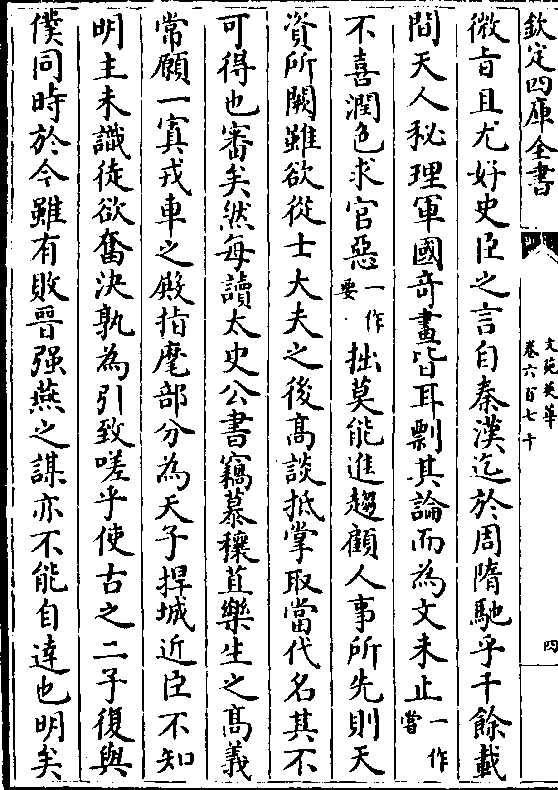 欽定四庫全書
文苑英華
卷六百七十
四
微㫖且尤好史臣之言自秦漢迄於周隋馳乎千餘載
間天人秘理軍國竒畫皆耳剽其論而為文未止一作嘗
不喜潤色求官惡一作要拙莫能進趨顧人事所先則天
資所闕雖欲從士大夫之後髙談抵掌取當代名其不
可得也審矣然每讀太史公書竊慕穰苴樂生之髙義
常願一寘戎車之殿指麾部分為天子捍城近臣不知
明主未識徒欲奮決孰為引致嗟乎使古之二子復與
僕同時於今雖有敗晉强燕之謀亦不能自達也明矣